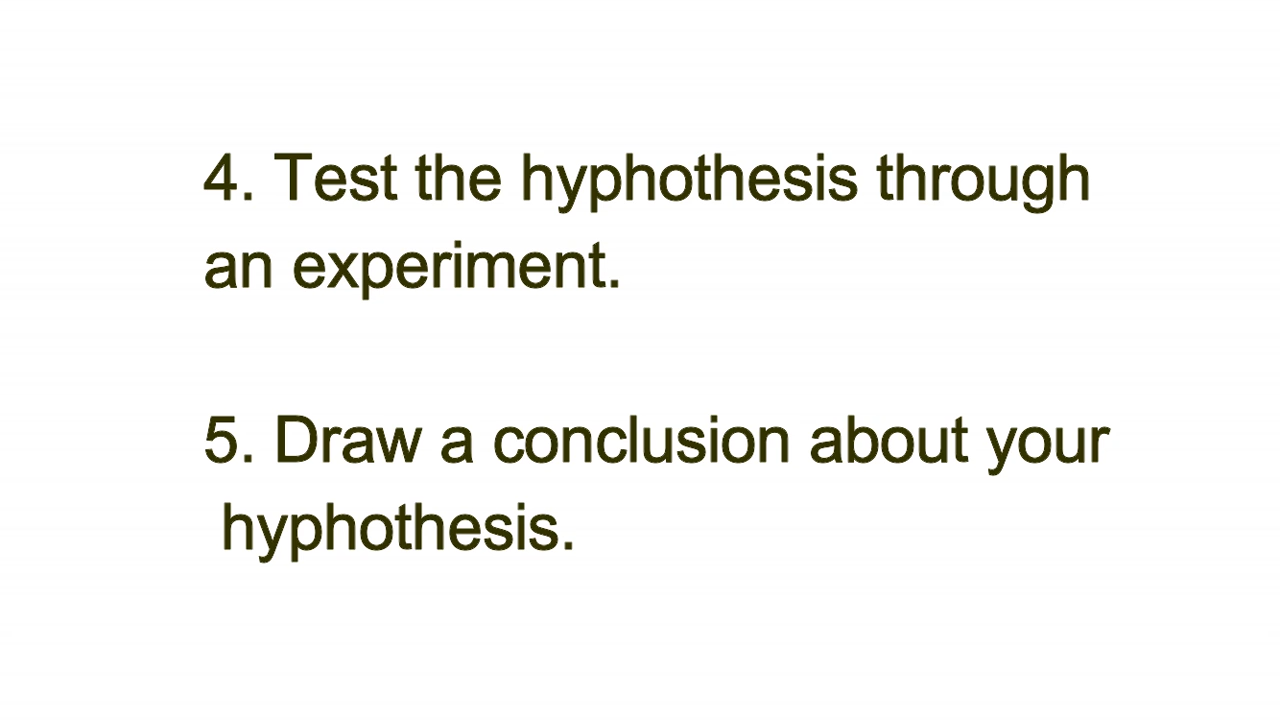 4. Test the hyphothesis through
an experiment.
5. Draw a conclusion about your
hyphothesis.